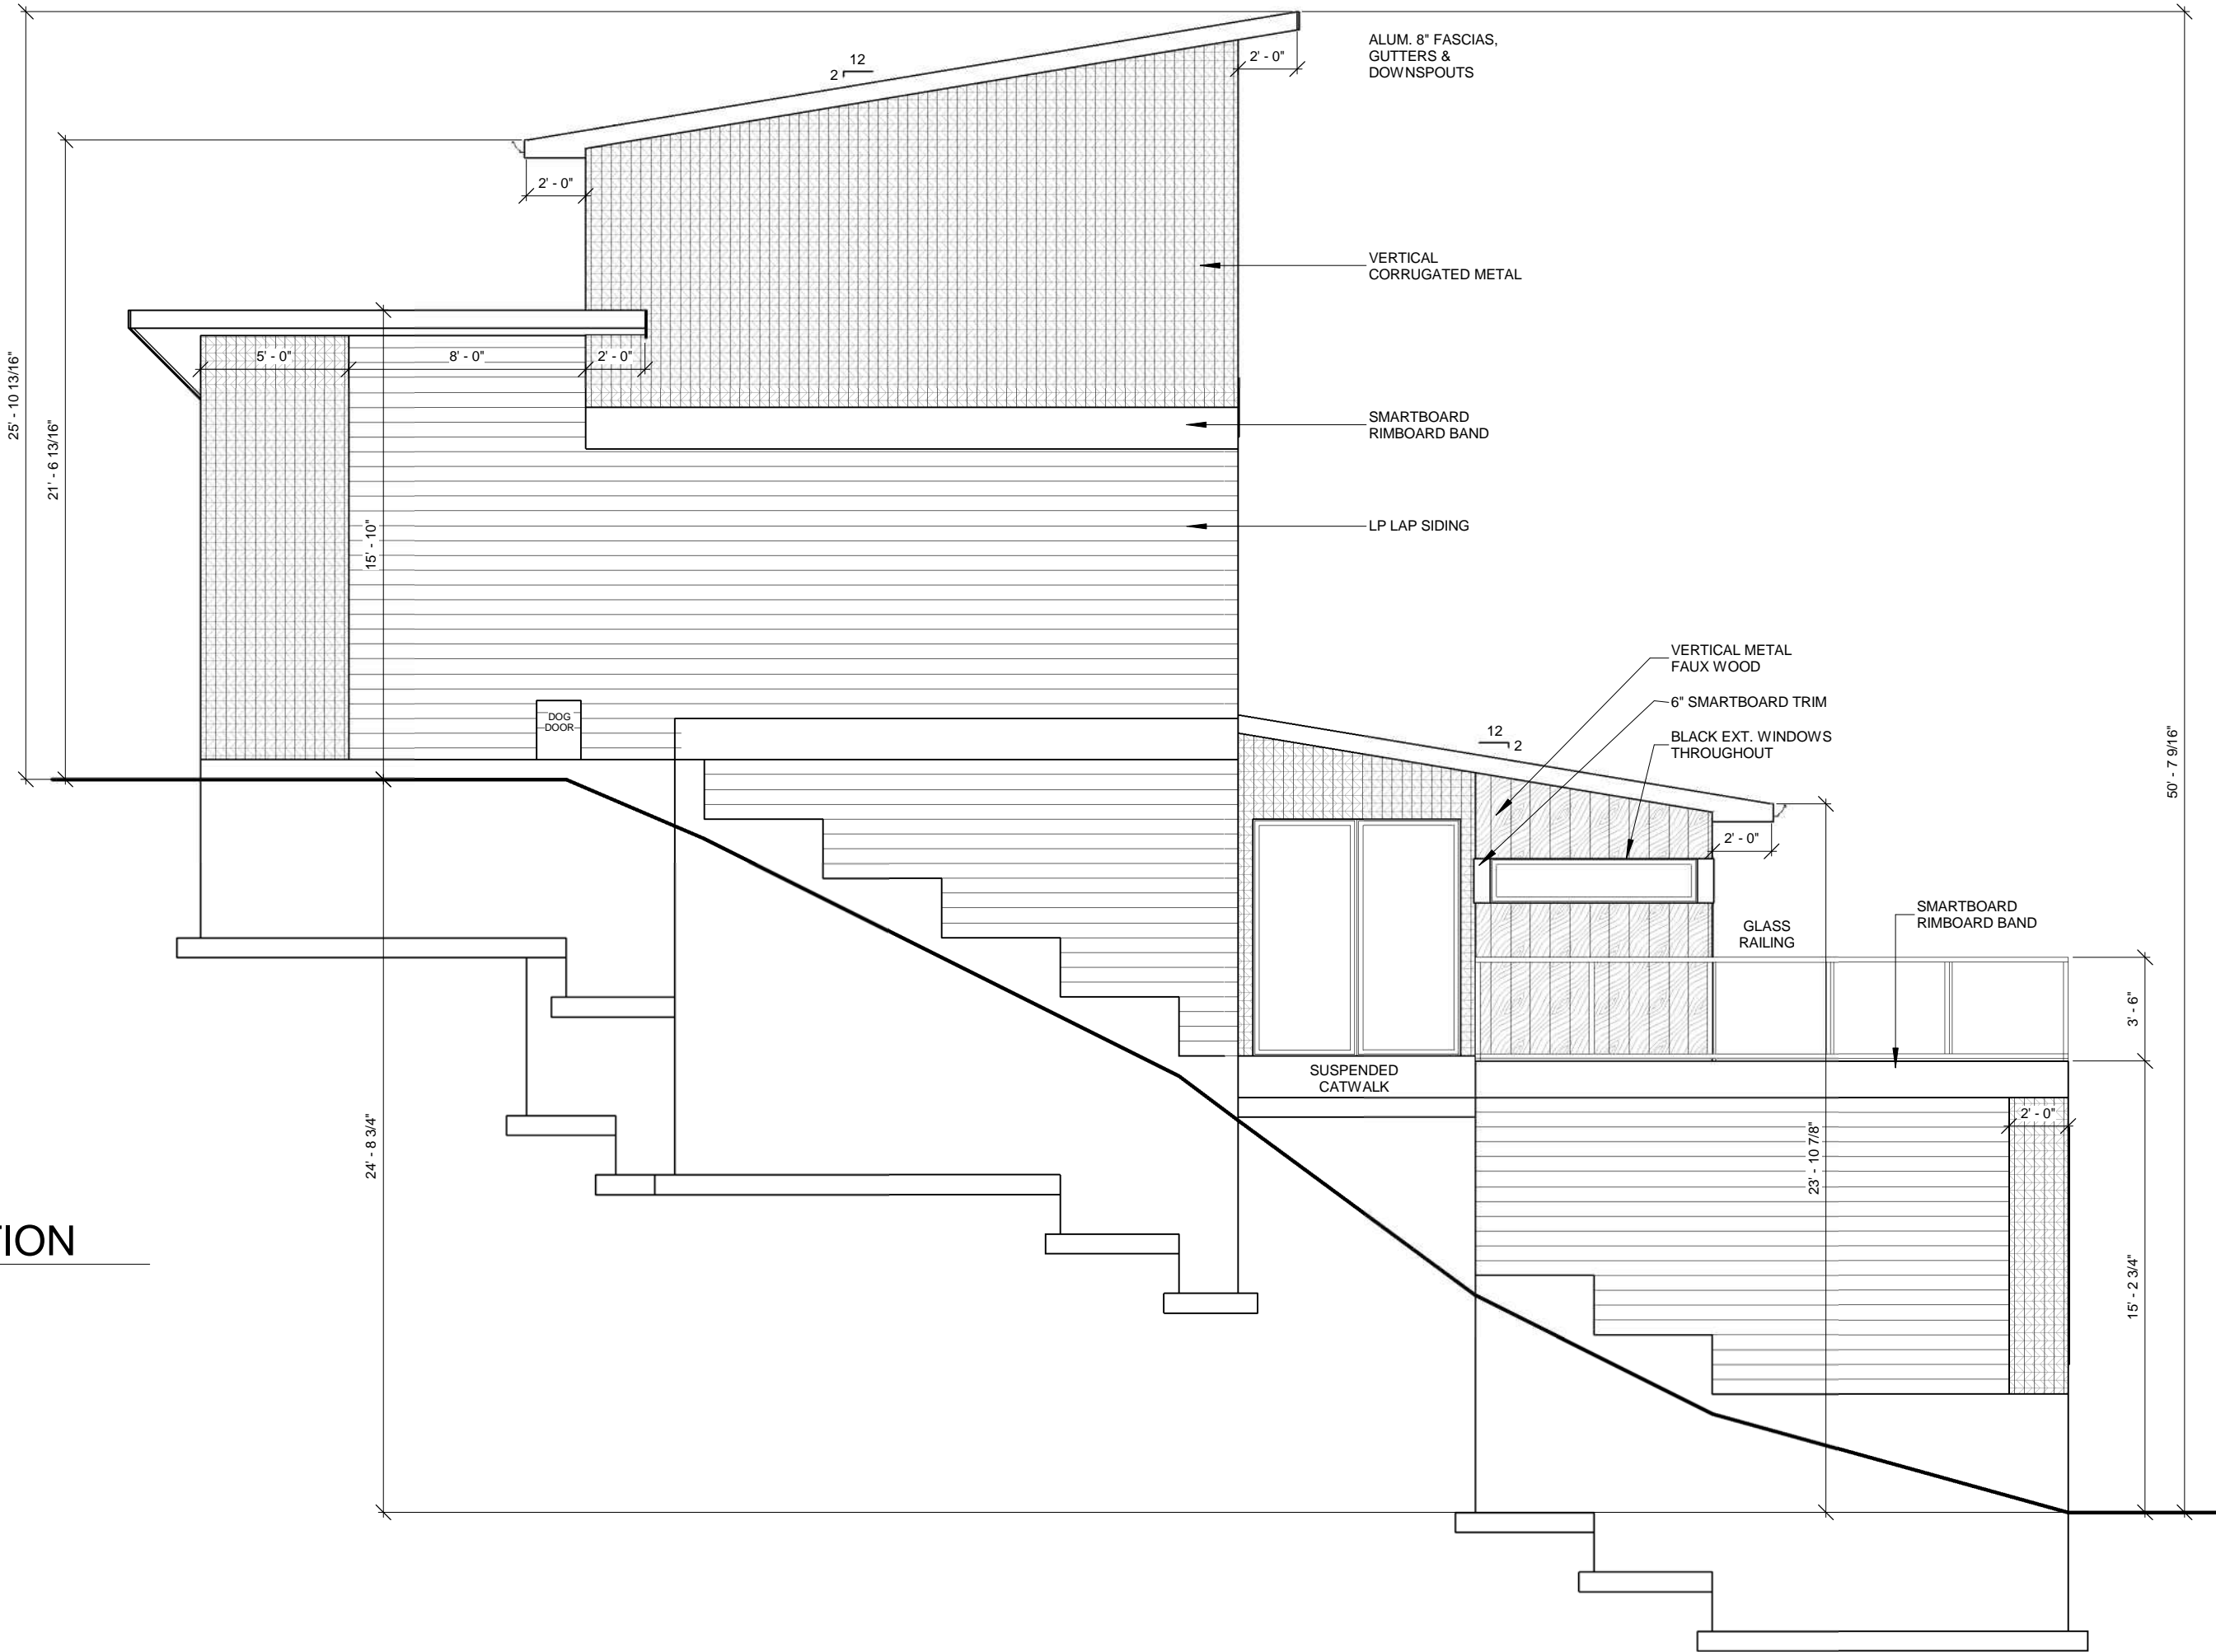 ALUM. 8" FASCIAS,
GUTTERS &
DOWNSPOUTS
12
2
2' - 0"
2' - 0"
VERTICAL
CORRUGATED METAL
25' - 10 13/16"
21' - 6 13/16"
5' - 0"
8' - 0"
2' - 0"
SMARTBOARD
RIMBOARD BAND
15' - 10"
LP LAP SIDING
VERTICAL METAL
FAUX WOOD
6" SMARTBOARD TRIM
BLACK EXT. WINDOWS
THROUGHOUT
DOG
DOOR
12
2
50' - 7 9/16"
2' - 0"
SMARTBOARD
RIMBOARD BAND
GLASS
RAILING
3' - 6"
SUSPENDED
CATWALK
2' - 0"
24' - 8 3/4"
23' - 10 7/8"
15' - 2 3/4"
TION